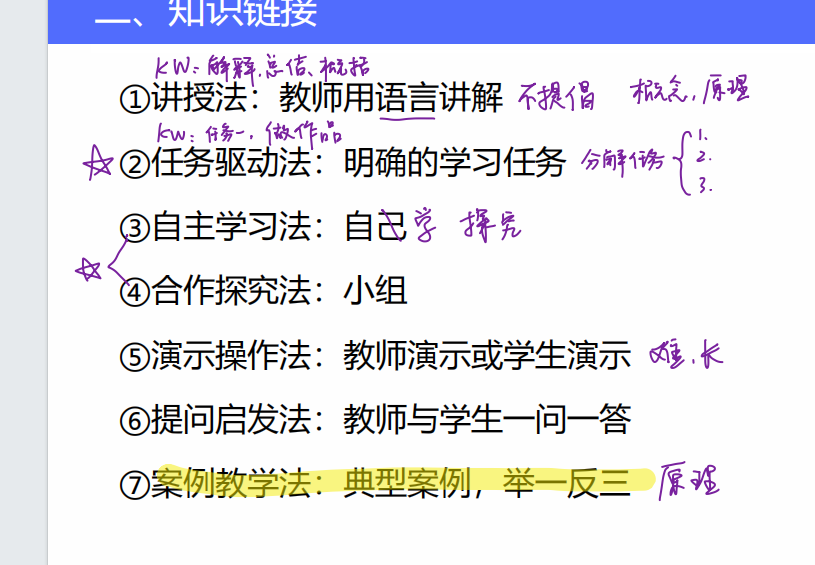 二、知识链接
KW:解释.总结、概括
①讲授法：教师用语言讲解 不提倡 概念,原理
KW:任务一,做作品
②任务驱动法：明确的学习任务 分解任务 1.
2.
3.
③自主学习法：自己学 探究
④合作探究法：小组
⑤演示操作法：教师演示或学生演示 难.长
⑥提问启发法：教师与学生一问一答
⑦案例教学法：典型案例，举一反三 原理